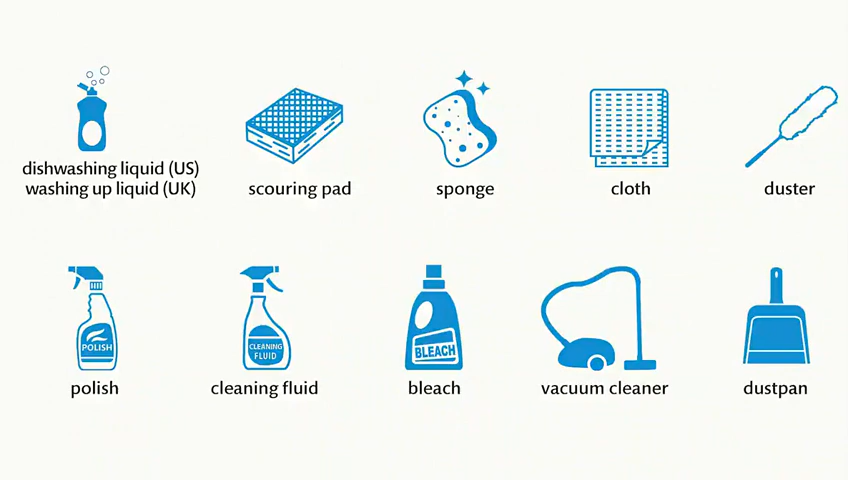 dishwashing liquid (US)
washing up liquid (UK)
scouring pad
sponge
cloth
duster
POLISH
CLEANING
FLUID
BLEACH
polish
cleaning fluid
bleach
vacuum cleaner
dustpan